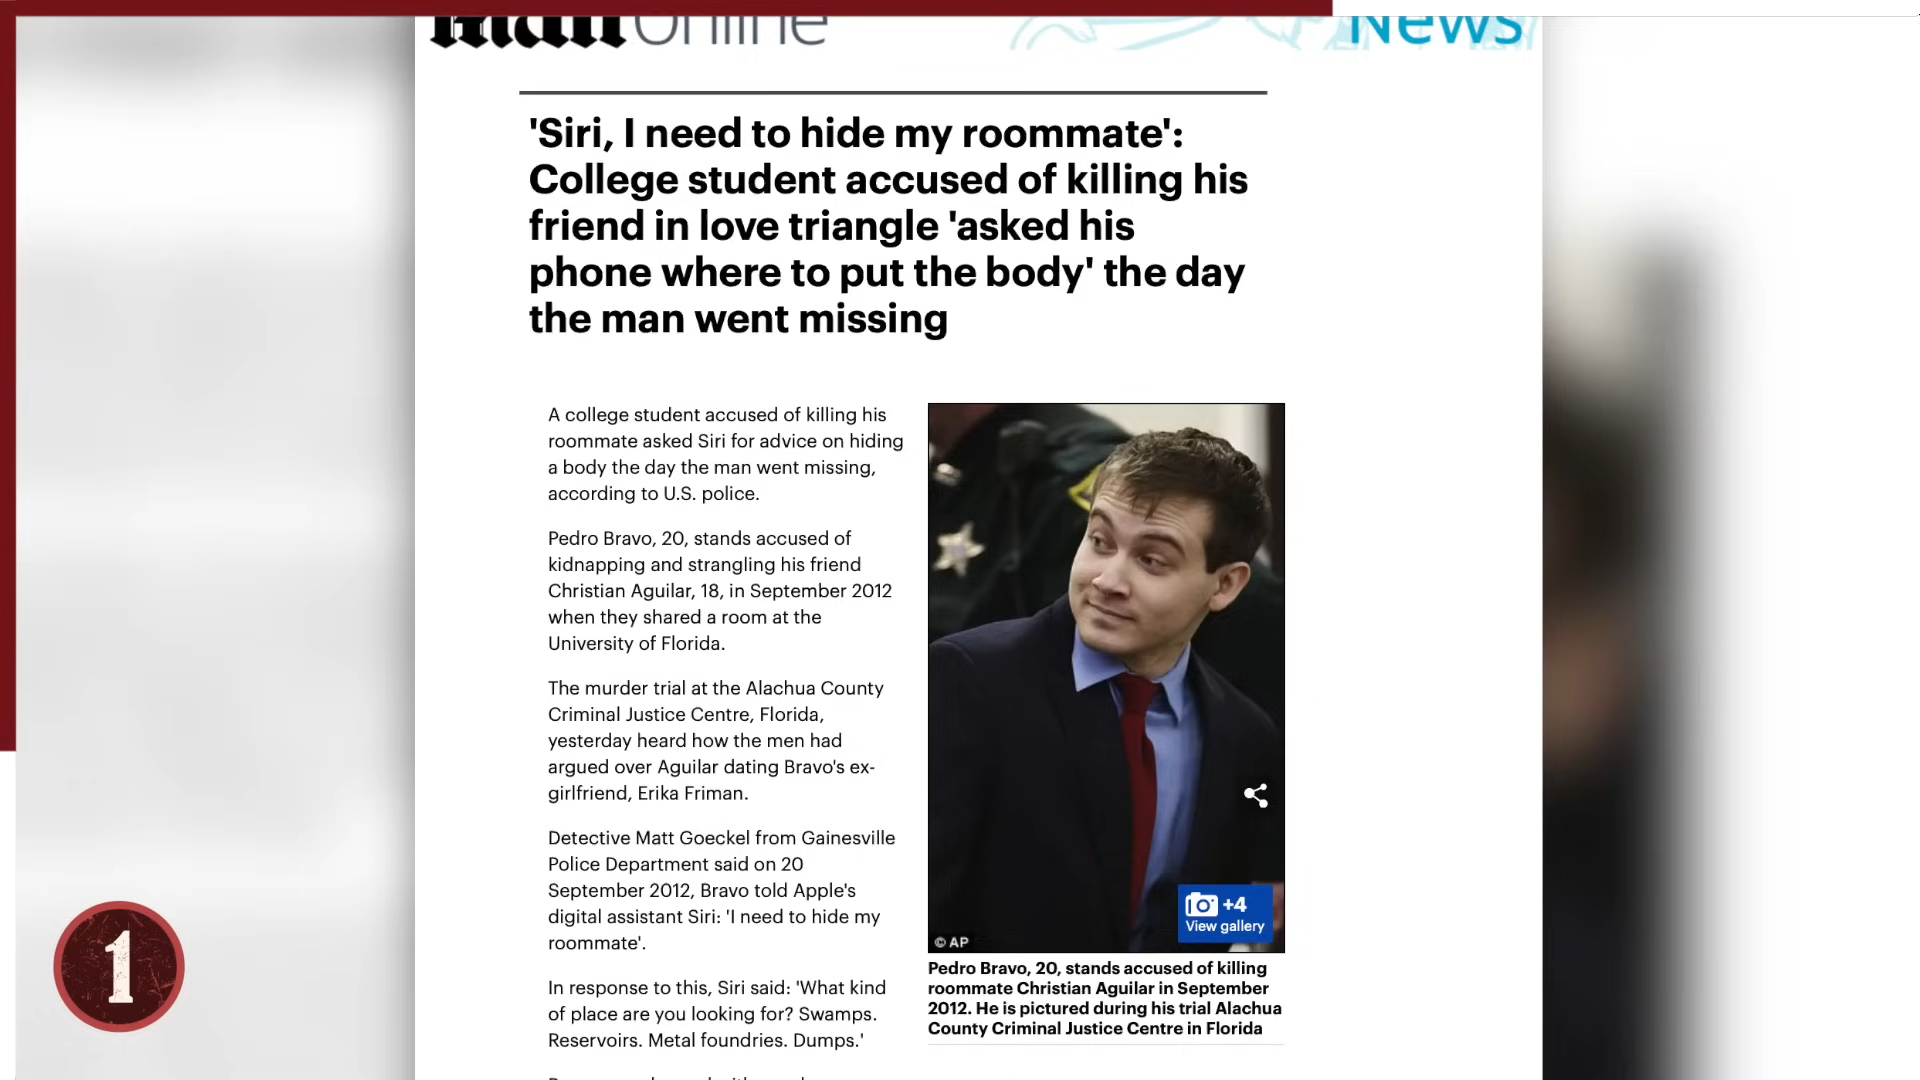 Mail Online
News
'Siri, I need to hide my roommate':
College student accused of killing his
friend in love triangle 'asked his
phone where to put the body' the day
the man went missing
A college student accused of killing his
roommate asked Siri for advice on hiding
a body the day the man went missing,
according to U.S. police.
Pedro Bravo, 20, stands accused of
kidnapping and strangling his friend
Christian Aguilar, 18, in September 2012
when they shared a room at the
University of Florida.
The murder trial at the Alachua County
Criminal Justice Centre, Florida,
yesterday heard how the men had
argued over Aguilar dating Bravo's ex-
girlfriend, Erika Friman.
Detective Matt Goeckel from Gainesville
Police Department said on 20
September 2012, Bravo told Apple's
digital assistant Siri: 'I need to hide my
roommate'.
In response to this, Siri said: 'What kind
of place are you looking for? Swamps.
Reservoirs. Metal foundries. Dumps.'
+4
View gallery
© AP
Pedro Bravo, 20, stands accused of killing
roommate Christian Aguilar in September
2012. He is pictured during his trial Alachua
County Criminal Justice Centre in Florida
1